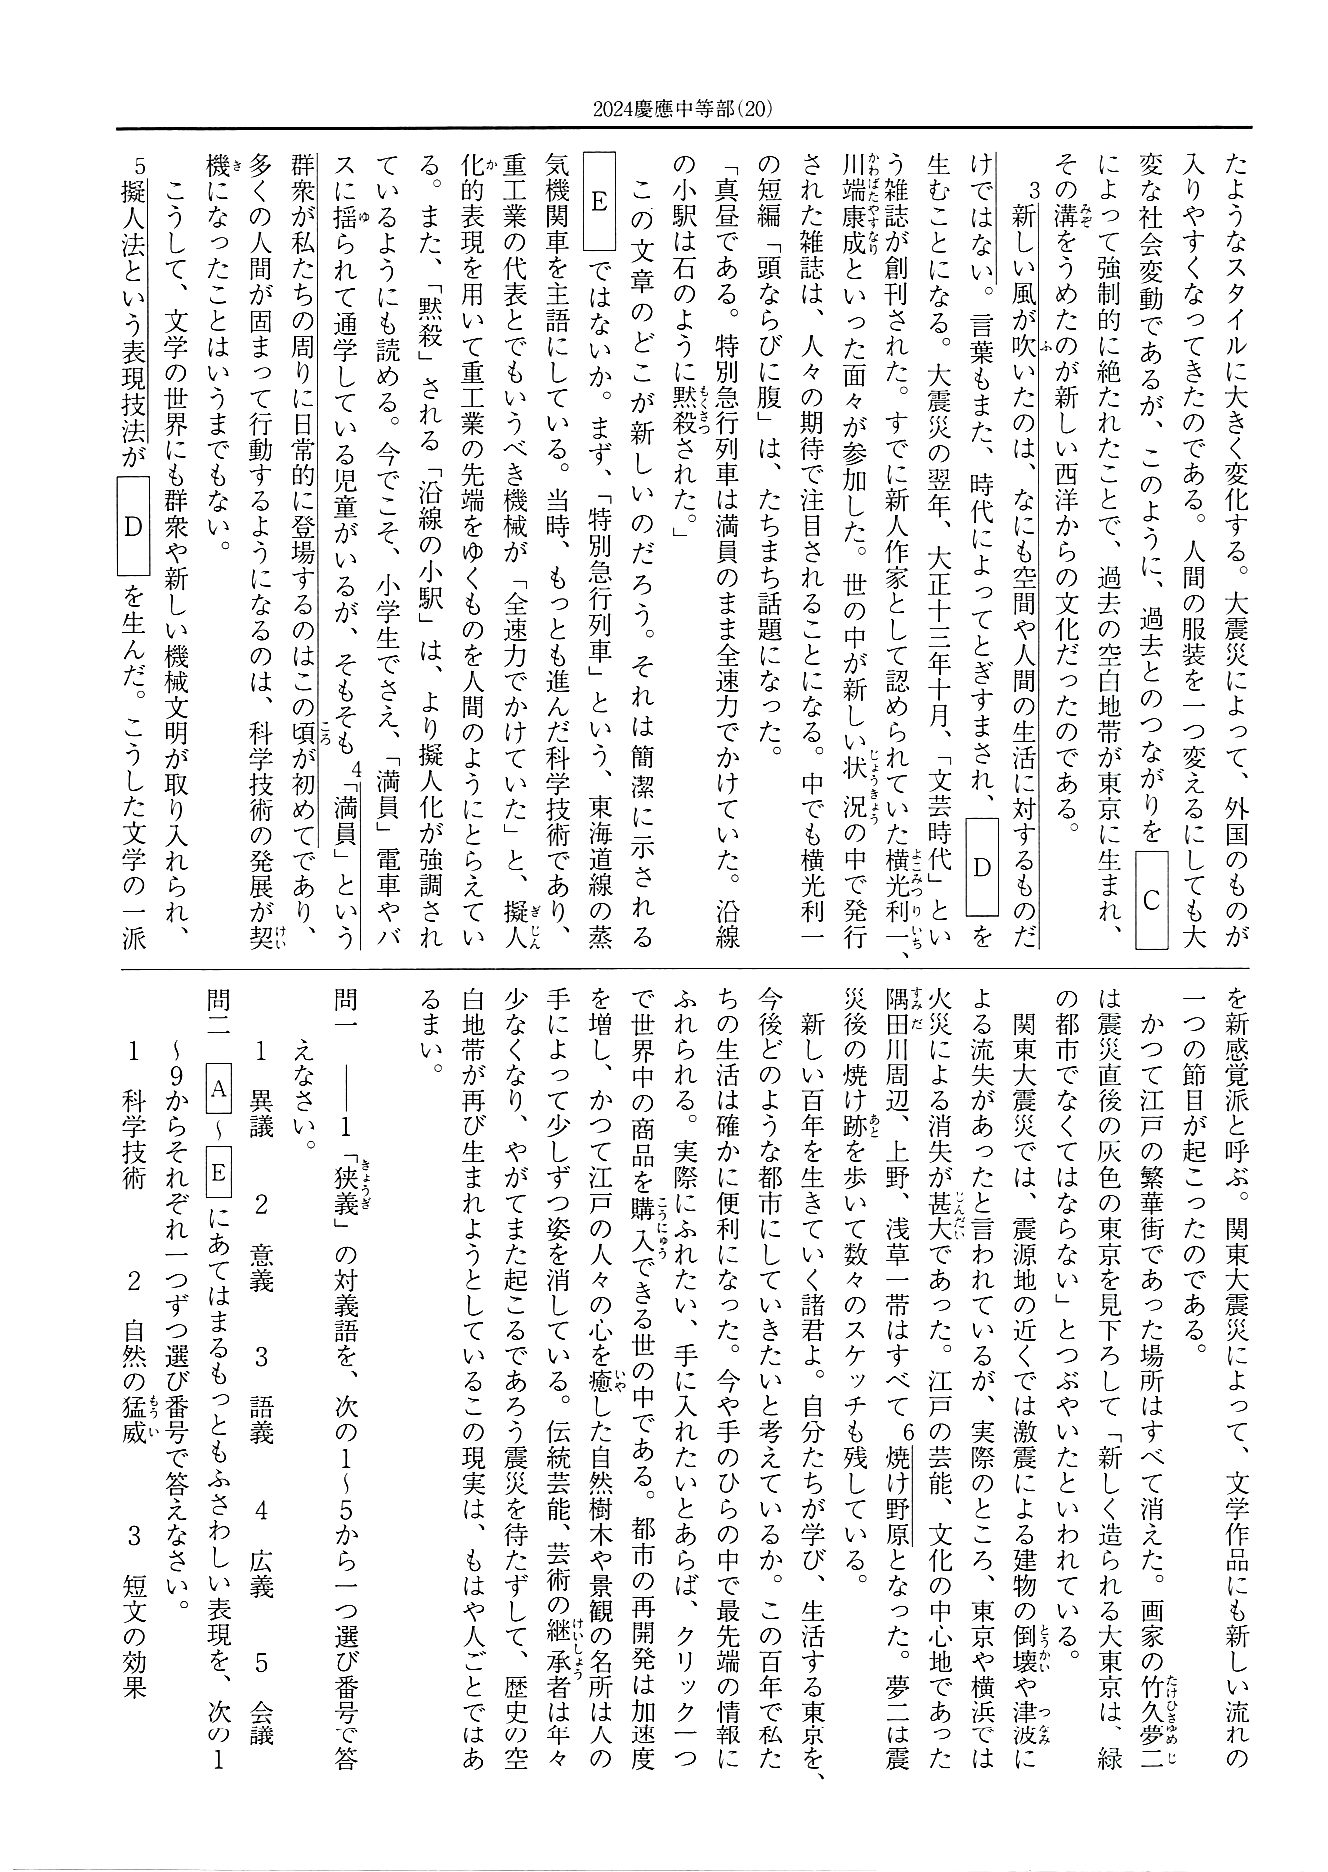 2024慶應中等部(20)
たようなスタイルに大きく変化する。大震災によって、外国のものが
入りやすくなってきたのである。人間の服装を一つ変えるにしても大
変な社会変動であるが、このように、過去とのつながりを C
によって強制的に絶たれたことで、過去の空白地帯が東京に生まれ、
その溝をうめたのが新しい西洋からの文化だったのである。
3新しい風が吹いたのは、なにも空間や人間の生活に対するものだ
けではない。言葉もまた、時代によってとぎすまされ、 D を
生むことになる。大震災の翌年、大正十三年十月、「文芸時代」とい
う雑誌が創刊された。すでに新人作家として認められていた横光利一、
川端康成といった面々が参加した。世の中が新しい状況の中で発行
された雑誌は、人々の期待で注目されることになる。中でも横光利一
の短編「頭ならびに腹」は、たちまち話題になった。
「真昼である。特別急行列車は満員のまま全速力でかけていた。沿線
の小駅は石のように黙殺された。」
この文章のどこが新しいのだろう。それは簡潔に示される
E ではないか。まず、「特別急行列車」という、東海道線の蒸
気機関車を主語にしている。当時、もっとも進んだ科学技術であり、
重工業の代表とでもいうべき機械が「全速力でかけていた」と、擬人
化的表現を用いて重工業の先端をゆくものを人間のようにとらえてい
る。また、「黙殺」される「沿線の小駅」は、より擬人化が強調され
ているようにも読める。今でこそ、小学生でさえ、「満員」電車やバ
スに揺られて通学している児童がいるが、そもそも4「満員」という
群衆が私たちの周りに日常的に登場するのはこの頃が初めてであり、
多くの人間が固まって行動するようになるのは、科学技術の発展が契
機になったことはいうまでもない。
こうして、文学の世界にも群衆や新しい機械文明が取り入れられ、
5擬人法という表現技法が D を生んだ。こうした文学の一派
を新感覚派と呼ぶ。関東大震災によって、文学作品にも新しい流れの
一つの節目が起こったのである。
かつて江戸の繁華街であった場所はすべて消えた。画家の竹久夢二
は震災直後の灰色の東京を見下ろして「新しく造られる大東京は、緑
の都市でなくてはならない」とつぶやいたといわれている。
関東大震災では、震源地の近くでは激震による建物の倒壊や津波に
よる流失があったと言われているが、実際のところ、東京や横浜では
火災による消失が甚大であった。江戸の芸能、文化の中心地であった
隅田川周辺、上野、浅草一帯はすべて6焼け野原となった。夢二は震
災後の焼け跡を歩いて数々のスケッチも残している。
新しい百年を生きていく諸君よ。自分たちが学び、生活する東京を、
今後どのような都市にしていきたいと考えているか。この百年で私た
ちの生活は確かに便利になった。今や手のひらの中で最先端の情報に
ふれられる。実際にふれたい、手に入れたいとあらば、クリック一つ
で世界中の商品を購入できる世の中である。都市の再開発は加速度
を増し、かつて江戸の人々の心を癒した自然樹木や景観の名所は人の
手によって少しずつ姿を消している。伝統芸能、芸術の継承者は年々
少なくなり、やがてまた起こるであろう震災を待たずして、歴史の空
白地帯が再び生まれようとしているこの現実は、もはや人ごとではあ
るまい。
問一 ――1「狭義」の対義語を、次の1～5から一つ選び番号で答
えなさい。
1 異議 2 意義 3 語義 4 広義 5 会議
問二 A～Eにあてはまるもっともふさわしい表現を、次の1
～9からそれぞれ一つずつ選び番号で答えなさい。
1 科学技術 2 自然の猛威 3 短文の効果